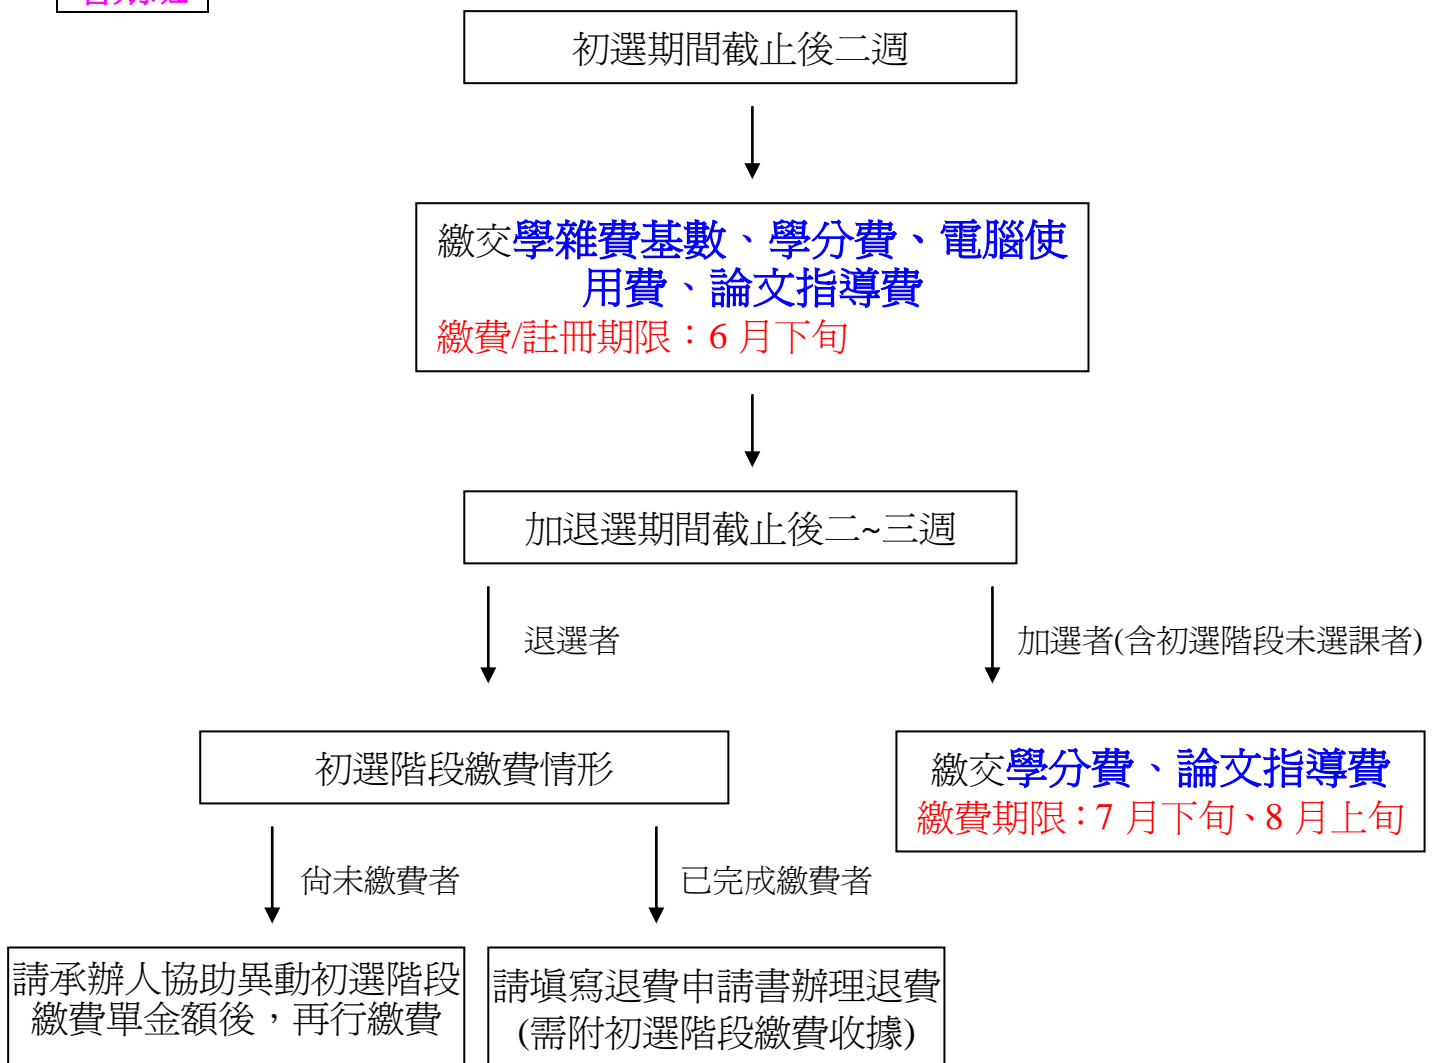 初選期間截止後二週
繳交學雜費基數、學分費、電腦使
用費、論文指導費
繳費/註冊期限：6 月下旬
加退選期間截止後二~三週
退選者
加選者(含初選階段未選課者)
初選階段繳費情形
繳交學分費、論文指導費
繳費期限：7 月下旬、8 月上旬
尚未繳費者
已完成繳費者
請承辦人協助異動初選階段
繳費單金額後，再行繳費
請填寫退費申請書辦理退費
(需附初選階段繳費收據)